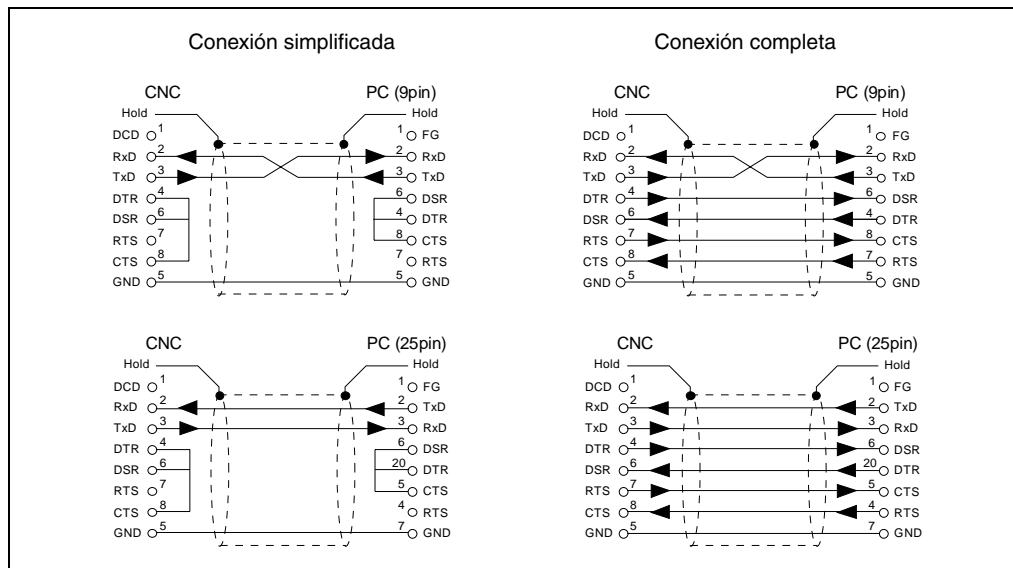 Conexión simplificada
CNC PC (9pin)
Hold Hold
DCD 1 1 FG
RxD 2 2 RxD
TxD 3 3 TxD
DTR 4 6 DSR
DSR 6 4 DTR
RTS 7 8 CTS
CTS 8 7 RTS
GND 5 5 GND
Conexión completa
CNC PC (9pin)
Hold Hold
DCD 1 1 FG
RxD 2 2 RxD
TxD 3 3 TxD
DTR 4 6 DSR
DSR 6 4 DTR
RTS 7 8 CTS
CTS 8 7 RTS
GND 5 5 GND
CNC PC (25pin)
Hold Hold
DCD 1 1 FG
RxD 2 2 TxD
TxD 3 3 RxD
DTR 4 6 DSR
DSR 6 20 DTR
RTS 7 5 CTS
CTS 8 4 RTS
GND 5 7 GND
CNC PC (25pin)
Hold Hold
DCD 1 1 FG
RxD 2 2 TxD
TxD 3 3 RxD
DTR 4 6 DSR
DSR 6 20 DTR
RTS 7 5 CTS
CTS 8 4 RTS
GND 5 7 GND